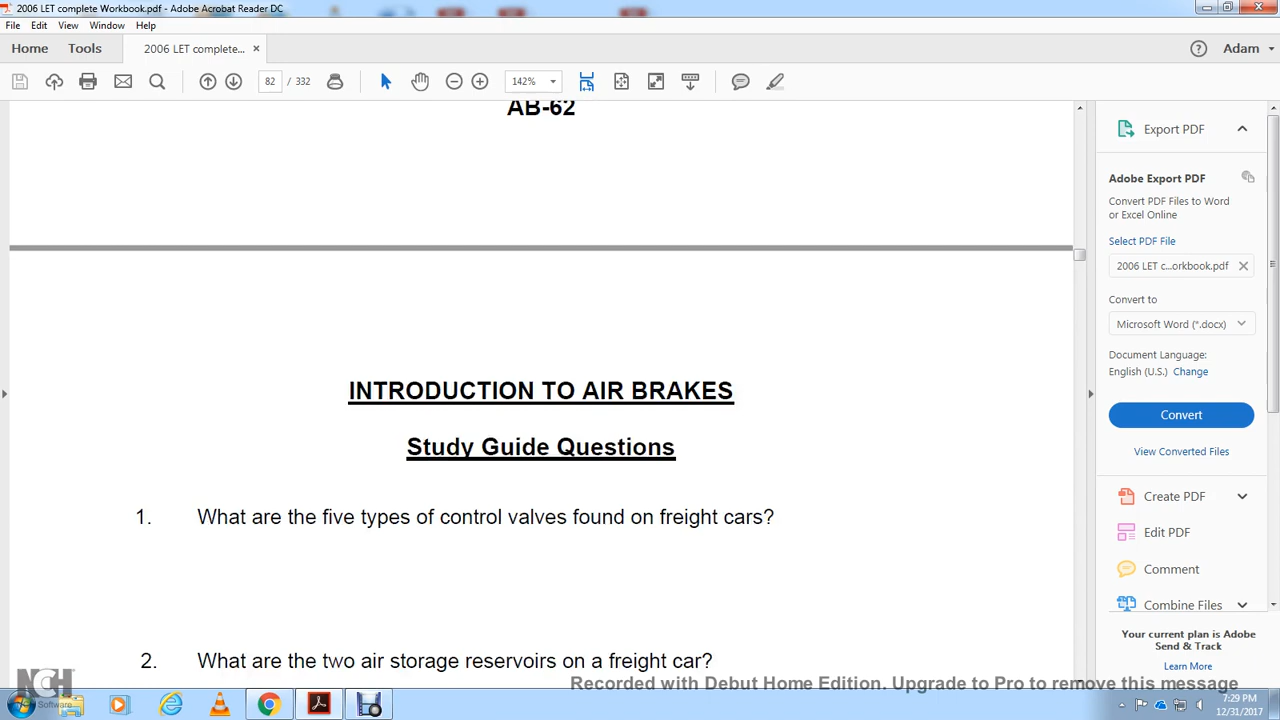 2006 LET complete Workbook.pdf - Adobe Acrobat Reader DC
File Edit View Window Help
Home Tools 2006 LET complete... × Adam
82 / 332 142%
AB-62
INTRODUCTION TO AIR BRAKES
Study Guide Questions
1. What are the five types of control valves found on freight cars?
2. What are the two air storage reservoirs on a freight car?
Export PDF
Adobe Export PDF
Convert PDF Files to Word
or Excel Online
Select PDF File
2006 LET c...orkbook.pdf
Convert to
Microsoft Word (*.docx)
Document Language:
English (U.S.) Change
Convert
View Converted Files
Create PDF
Edit PDF
Comment
Combine Files
Your current plan is Adobe
Send & Track
Learn More
Recorded with Debut Home Edition. Upgrade to Pro to remove this message
NCH
Software
7:29 PM
12/31/2017